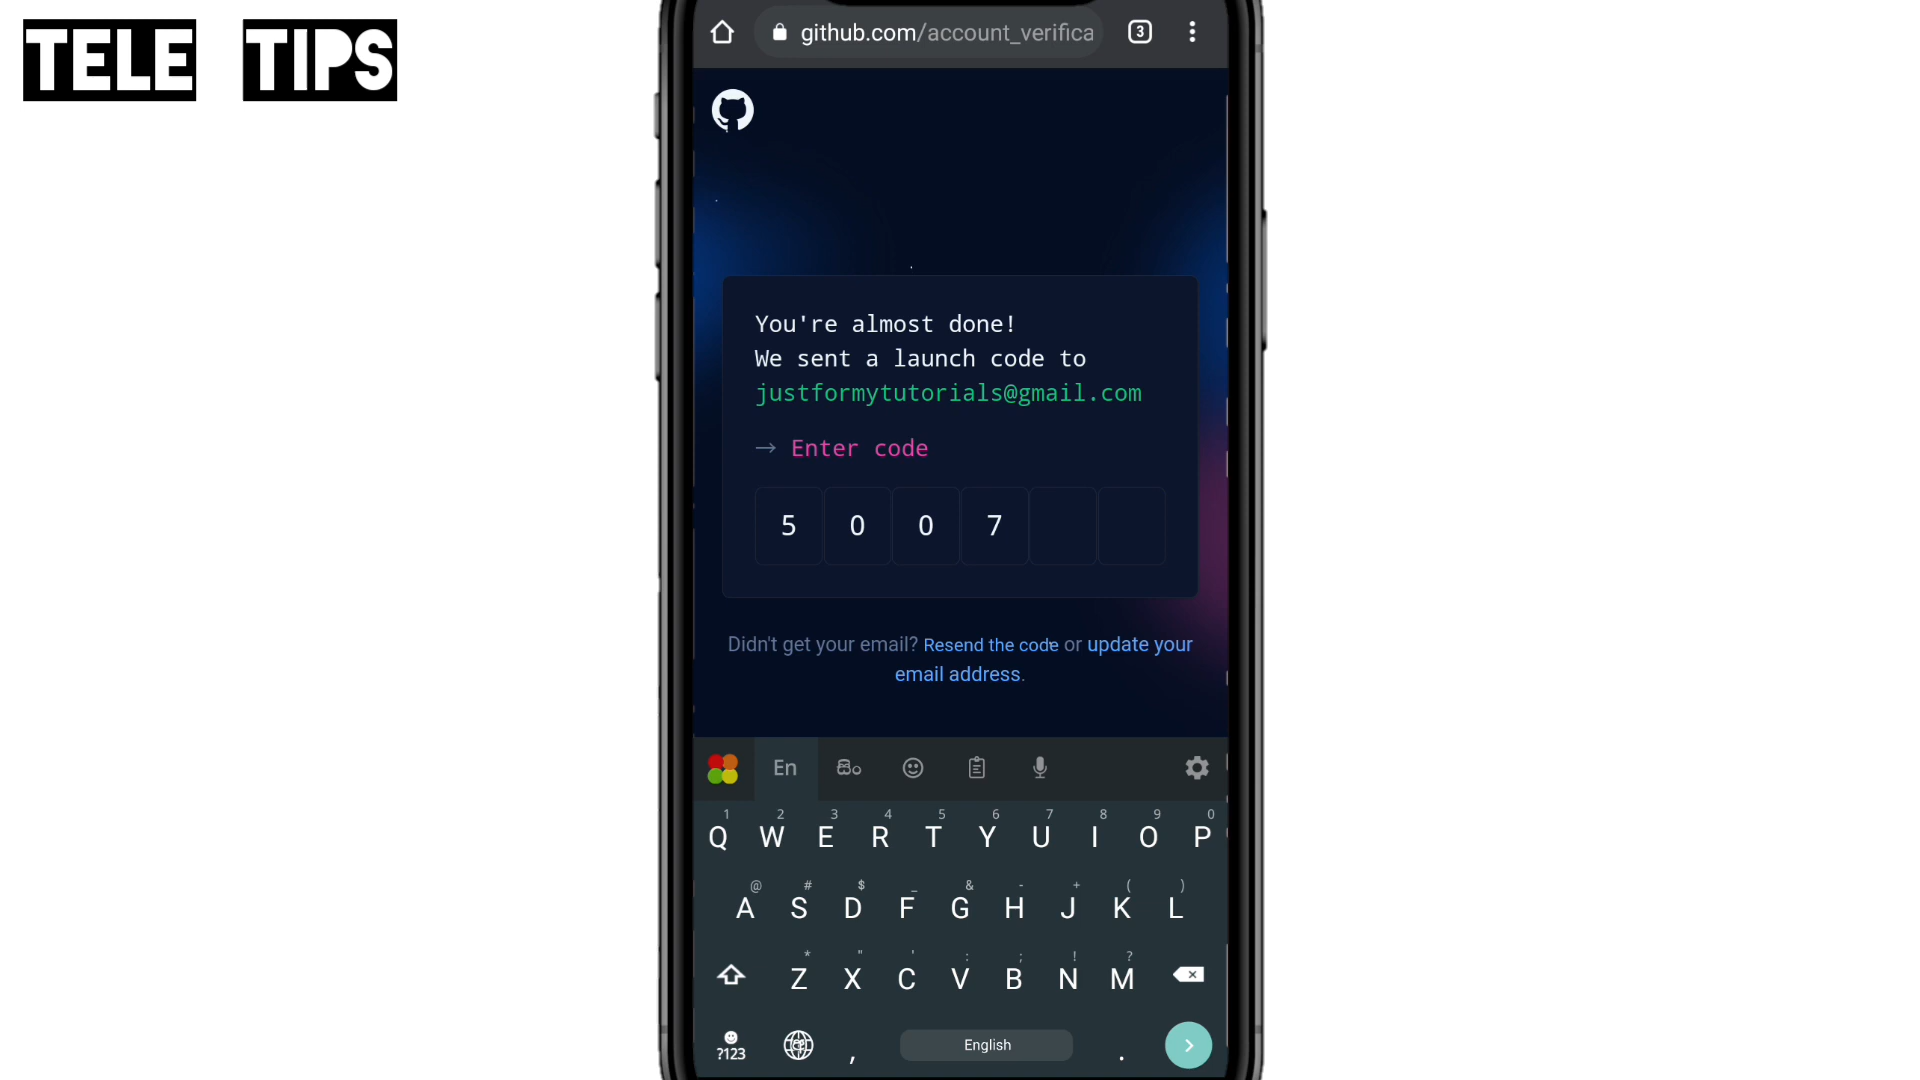 TELE TIPS
github.com/account_verifica
3
You're almost done!
We sent a launch code to
justformytutorials@gmail.com
→ Enter code
5 0 0 7
Didn't get your email? Resend the code or update your
email address.
En සිං
1 2 3 4 5 6 7 8 9 0
Q W E R T Y U I O P
@ # $ _ & - + ( )
A S D F G H J K L
* " ' : ; ! ?
Z X C V B N M
?123 , English .